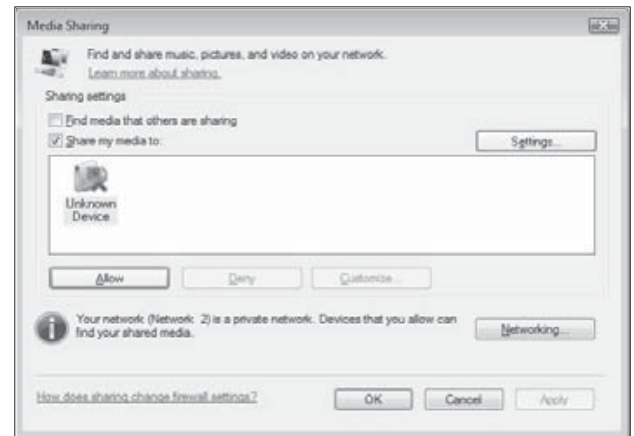 Media Sharing
Find and share music, pictures, and video on your network.
Learn more about sharing.
Sharing settings
Find media that others are sharing
Share my media to:
Settings...
Unknown
Device
Allow
Deny
Customize...
Your network (Network 2) is a private network. Devices that you allow can
find your shared media.
Networking...
How does sharing change firewall settings?
OK
Cancel
Apply